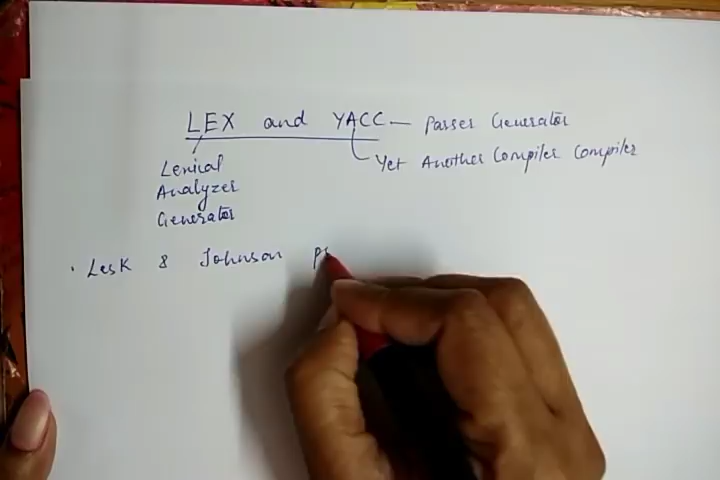 LEX and YACC — Parser Generator
Yet Another Compiler Compiler
Lexical
Analyzer
Generator
. Lesk & Johnson